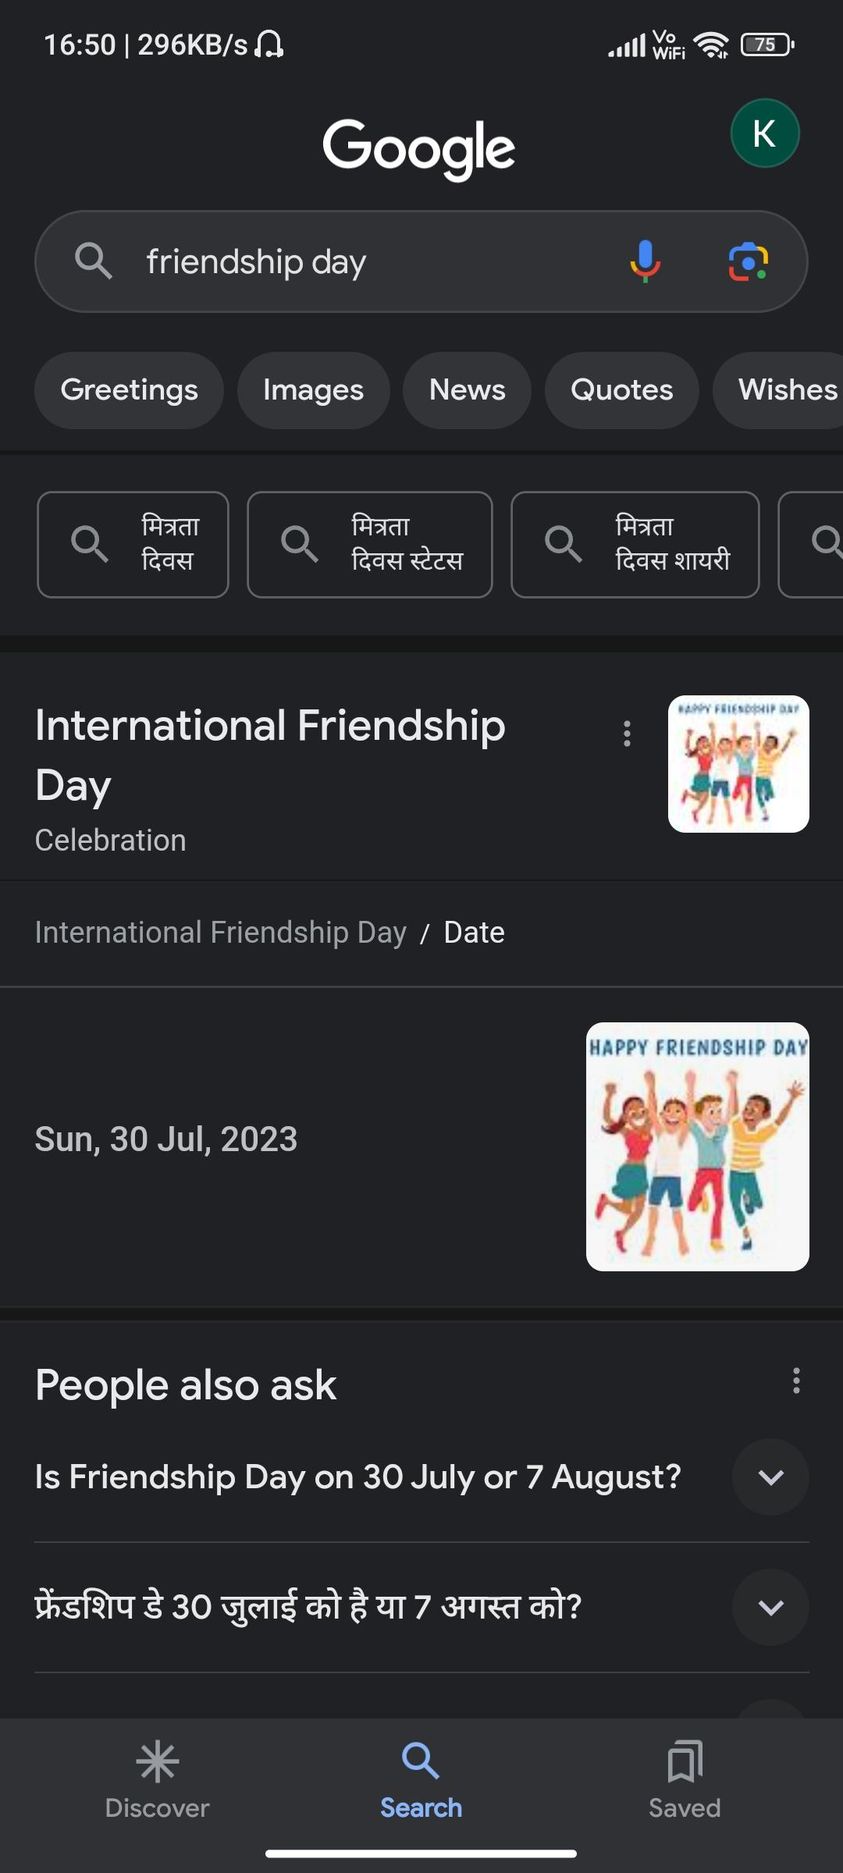 16:50 | 296KB/s
Vo
WiFi
75
Google
K
friendship day
Greetings
Images
News
Quotes
Wishes
मित्रता
दिवस
मित्रता
दिवस स्टेटस
मित्रता
दिवस शायरी
International Friendship
Day
Celebration
HAPPY FRIENDSHIP DAY
International Friendship Day / Date
Sun, 30 Jul, 2023
HAPPY FRIENDSHIP DAY
People also ask
Is Friendship Day on 30 July or 7 August?
फ्रेंडशिप डे 30 जुलाई को है या 7 अगस्त को?
Discover
Search
Saved